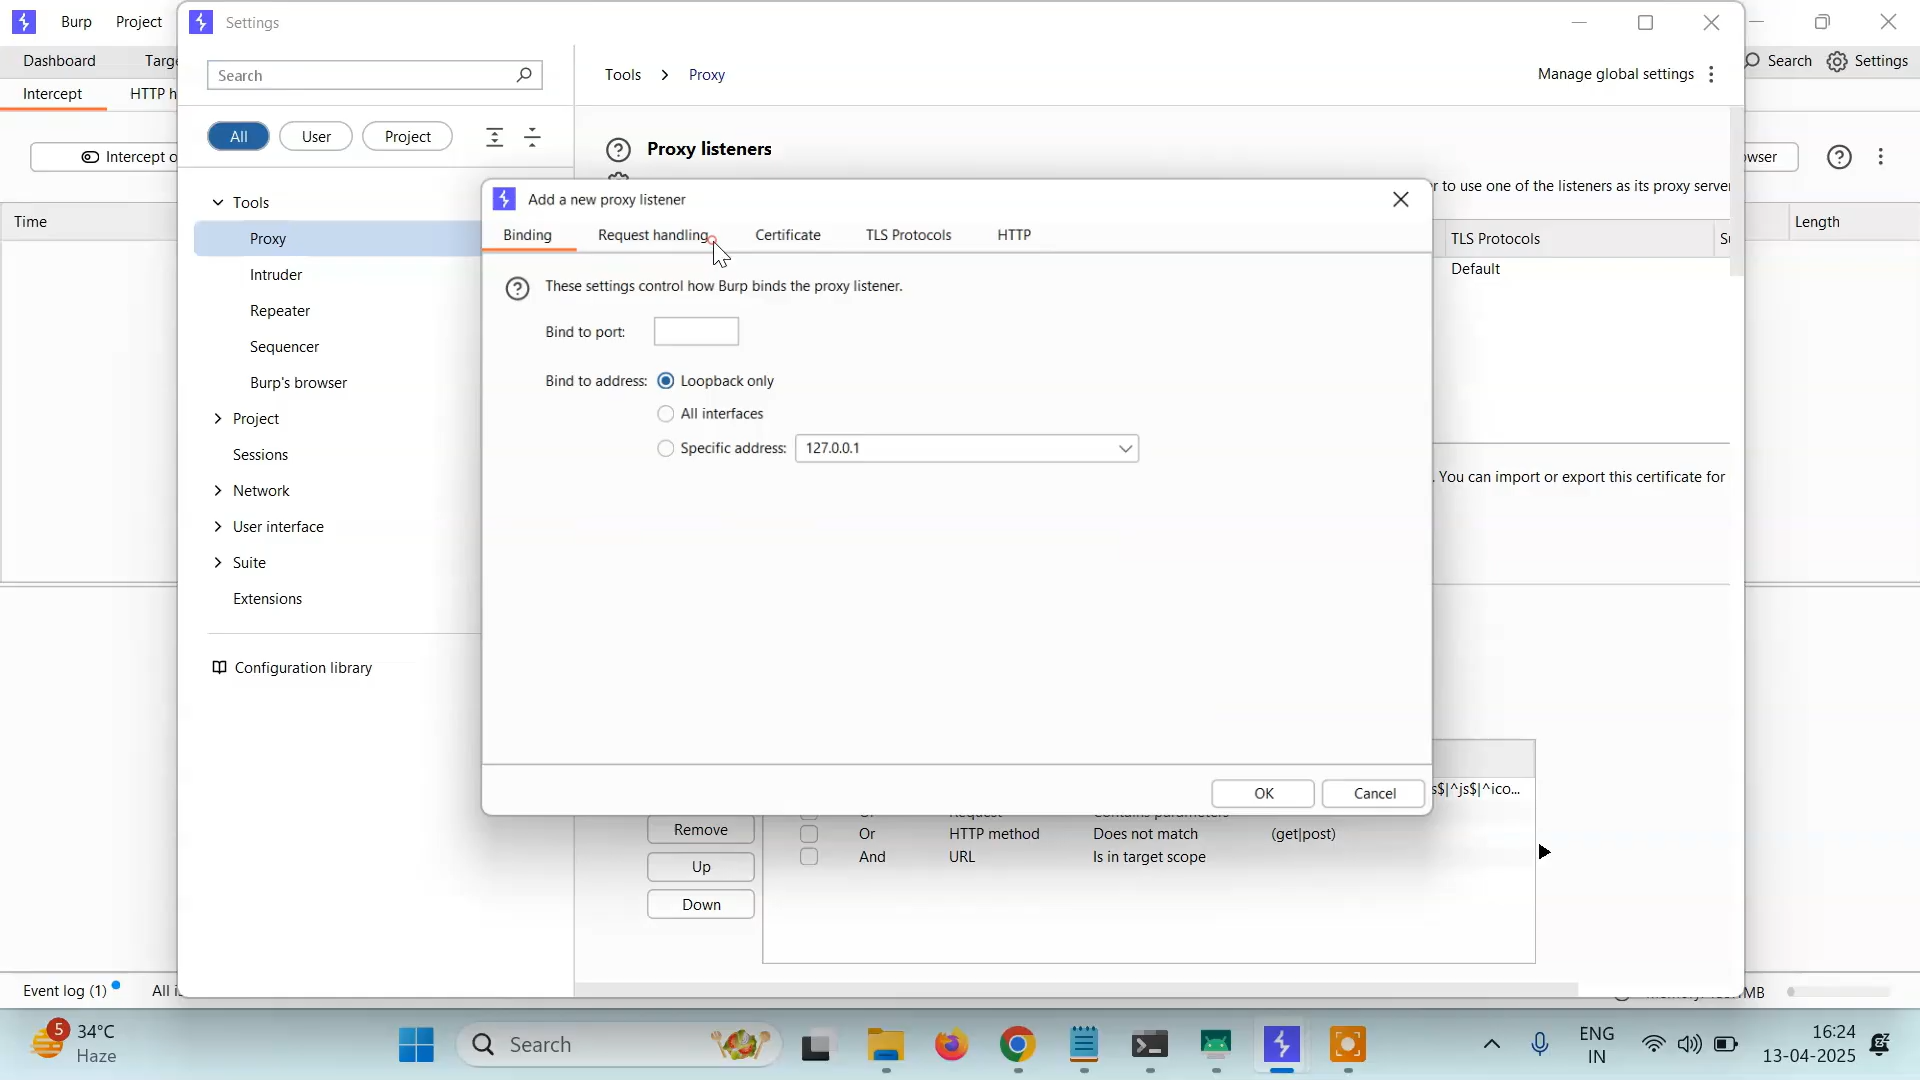 Burp Project
Settings
Dashboard
Search
Tools > Proxy
Manage global settings
Search Settings
Intercept HTTP h
All User Project
Proxy listeners
Intercept o
Tools
r to use one of the listeners as its proxy server
Add a new proxy listener
Time
Length
Proxy
Binding Request handling Certificate TLS Protocols HTTP
TLS Protocols
Default
Intruder
These settings control how Burp binds the proxy listener.
Repeater
Bind to port:
Sequencer
Burp's browser
Bind to address: Loopback only
Project
All interfaces
Sessions
Specific address: 127.0.0.1
. You can import or export this certificate for
Network
User interface
Suite
Extensions
Configuration library
OK Cancel
s$|^js$|^ico...
Remove
Or HTTP method Does not match (get|post)
And URL Is in target scope
Up
Down
Event log (1)
5
34°C
Haze
Search
ENG
IN
16:24
13-04-2025